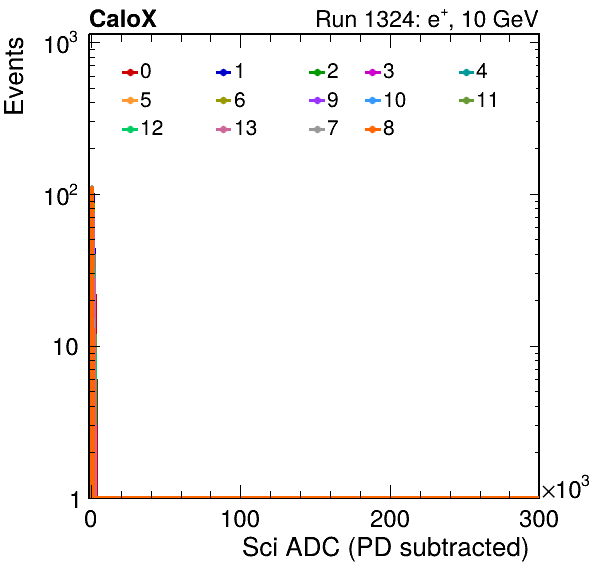 CaloX Run 1324: e⁺, 10 GeV
Events
10³
0 1 2 3 4
5 6 9 10 11
12 13 7 8
10²
10
1
0 100 200 300
×10³
Sci ADC (PD subtracted)